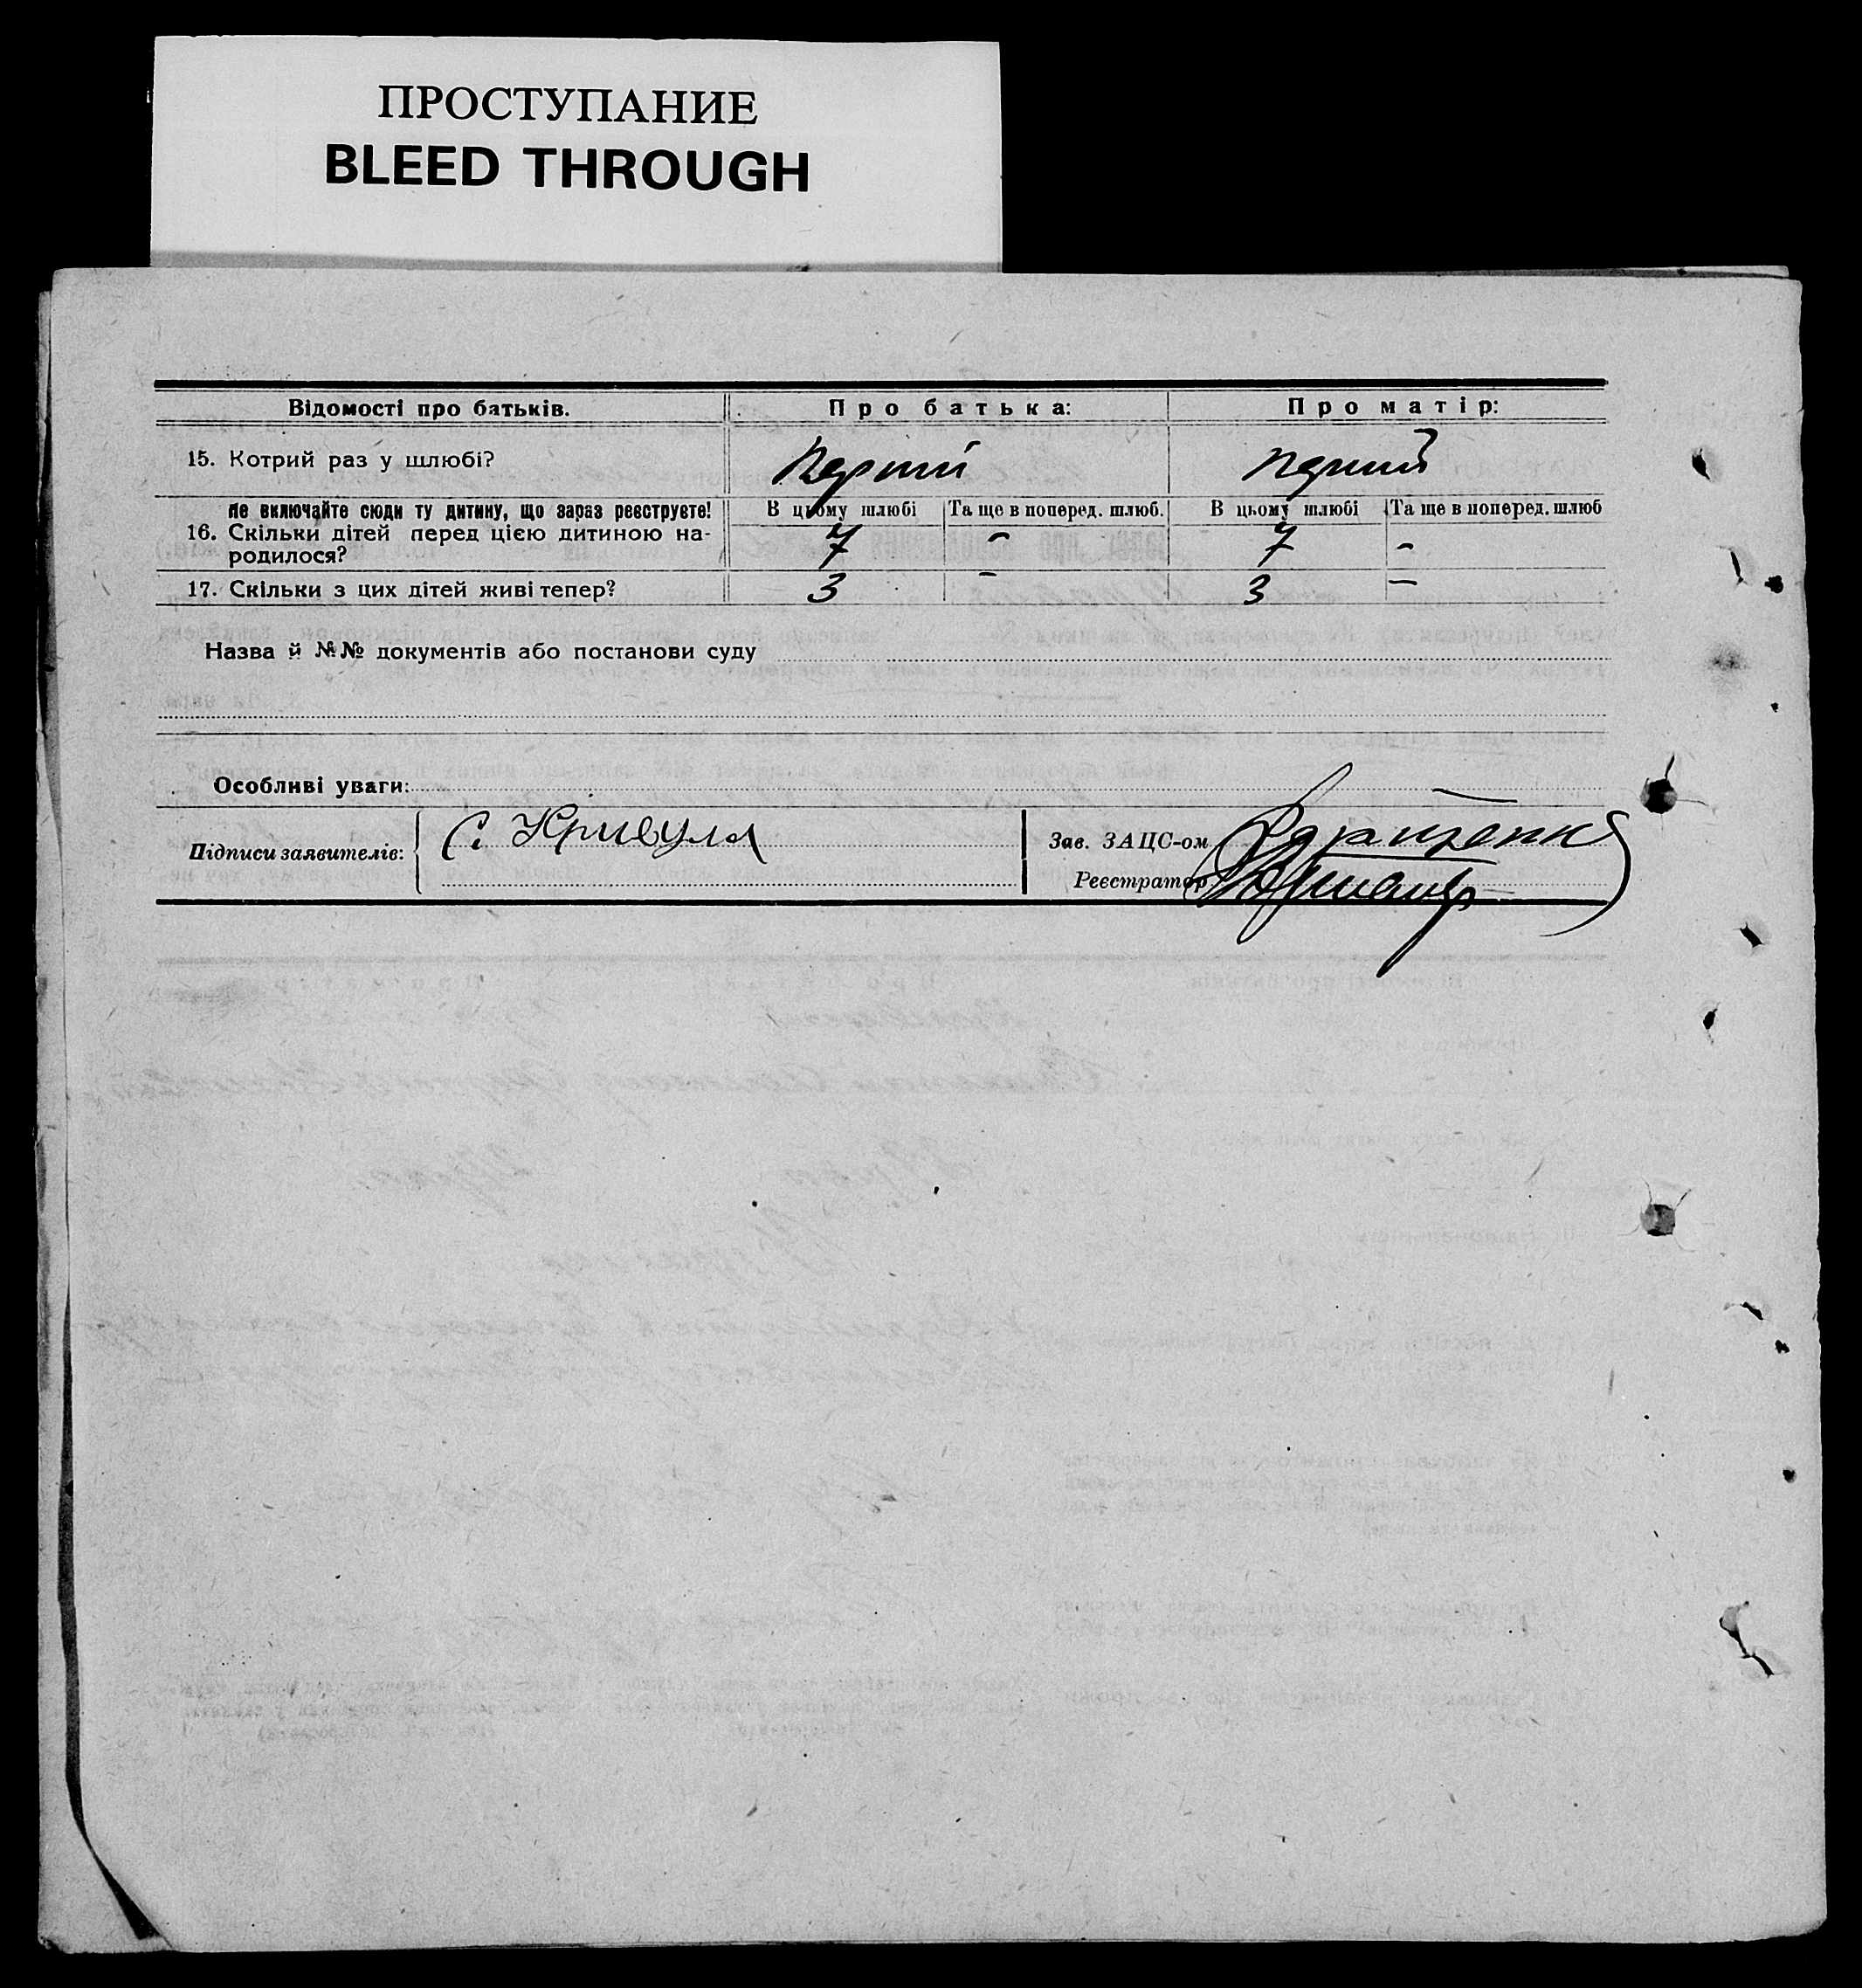 ПРОСТУПАНИЕ
BLEED THROUGH
Відомості про батьків. Про батька: Про матір:
15. Котрий раз у шлюбі? перший перший
Не включайте сюди ту дитину, що зараз реєструєте! В цьому шлюбі Та ще в поперед. шлюб. В цьому шлюбі Та ще в поперед. шлюб
16. Скільки дітей перед цією дитиною на- 7 – 7 –
родилося?
17. Скільки з цих дітей живі тепер? 3 – 3 –
Назва й №№ документів або постанови суду
Особливі уваги: —
Підписи заявителів: С. Кривуля Зав. ЗАЦС-ом
Реєстратор